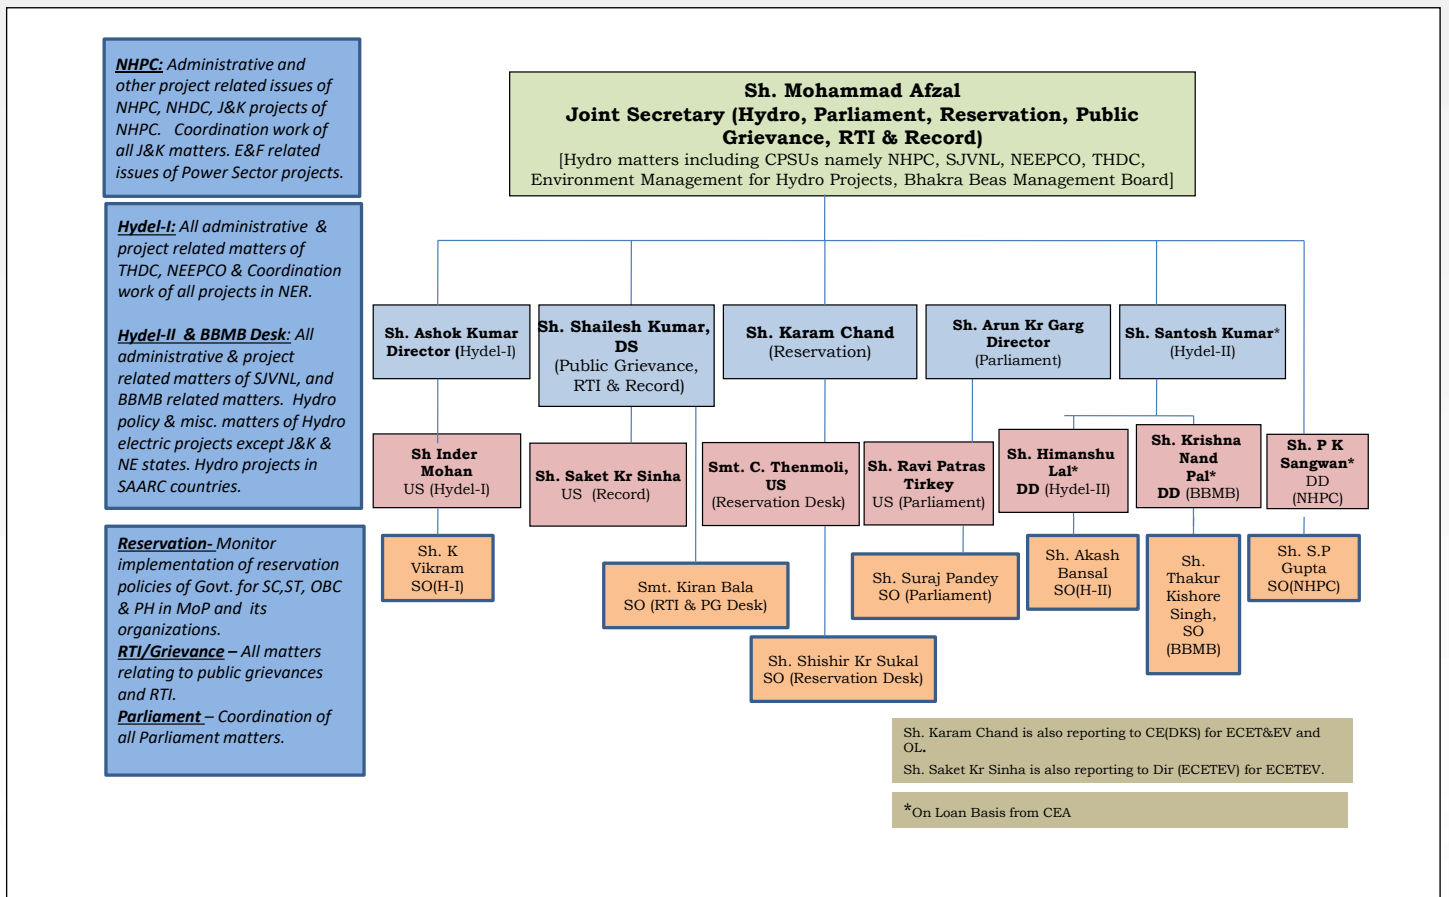 NHPC: Administrative and
other project related issues of
NHPC, NHDC, J&K projects of
NHPC. Coordination work of
all J&K matters. E&F related
issues of Power Sector projects.
Hydel-I: All administrative &
project related matters of
THDC, NEEPCO & Coordination
work of all projects in NER.
Hydel-II & BBMB Desk: All
administrative & project
related matters of SJVNL, and
BBMB related matters. Hydro
policy & misc. matters of Hydro
electric projects except J&K &
NE states. Hydro projects in
SAARC countries.
Reservation- Monitor
implementation of reservation
policies of Govt. for SC,ST, OBC
& PH in MoP and its
organizations.
RTI/Grievance – All matters
relating to public grievances
and RTI.
Parliament – Coordination of
all Parliament matters.
Sh. Mohammad Afzal
Joint Secretary (Hydro, Parliament, Reservation, Public
Grievance, RTI & Record)
[Hydro matters including CPSUs namely NHPC, SJVNL, NEEPCO, THDC,
Environment Management for Hydro Projects, Bhakra Beas Management Board]
Sh. Ashok Kumar
Director (Hydel-I)
Sh. Shailesh Kumar,
DS
(Public Grievance,
RTI & Record)
Sh. Karam Chand
(Reservation)
Sh. Arun Kr Garg
Director
(Parliament)
Sh. Santosh Kumar*
(Hydel-II)
Sh Inder
Mohan
US (Hydel-I)
Sh. Saket Kr Sinha
US (Record)
Smt. C. Thenmoli,
US
(Reservation Desk)
Sh. Ravi Patras
Tirkey
US (Parliament)
Sh. Himanshu
Lal*
DD (Hydel-II)
Sh. Krishna
Nand
Pal*
DD (BBMB)
Sh. P K
Sangwan*
DD
(NHPC)
Sh. K
Vikram
SO(H-I)
Smt. Kiran Bala
SO (RTI & PG Desk)
Sh. Shishir Kr Sukal
SO (Reservation Desk)
Sh. Suraj Pandey
SO (Parliament)
Sh. Akash
Bansal
SO(H-II)
Sh.
Thakur
Kishore
Singh,
SO
(BBMB)
Sh. S.P
Gupta
SO(NHPC)
Sh. Karam Chand is also reporting to CE(DKS) for ECET&EV and
OL.
Sh. Saket Kr Sinha is also reporting to Dir (ECETEV) for ECETEV.
*On Loan Basis from CEA